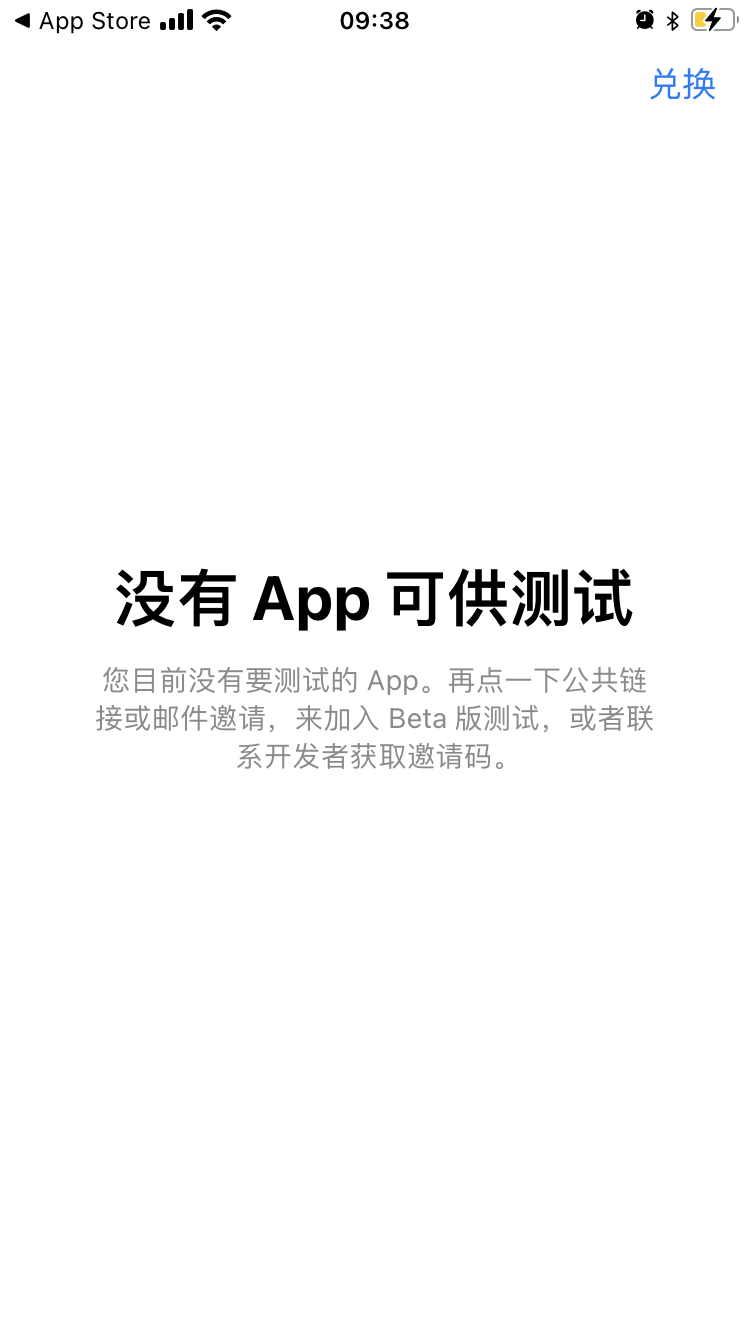 App Store
09:38
兑换
没有 App 可供测试
您目前没有要测试的 App。再点一下公共链
接或邮件邀请，来加入 Beta 版测试，或者联
系开发者获取邀请码。